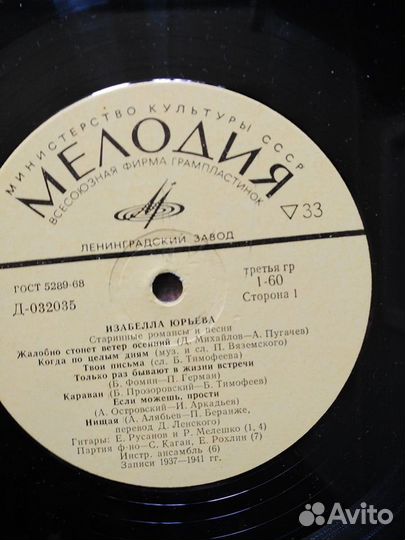 МИНИСТЕРСТВО КУЛЬТУРЫ СССР
МЕЛОДИЯ
ВСЕСОЮЗНАЯ ФИРМА ГРАМПЛАСТИНОК
33
ЛЕНИНГРАДСКИЙ ЗАВОД
ГОСТ 5289-68
Д-032035
третья гр
1-60
Сторона 1
ИЗАБЕЛЛА ЮРЬЕВА
Старинные романсы и песни
Жалобно стонет ветер осенний (Д. Михайлов—А. Пугачев)
Когда по целым дням (муз. и сл. П. Вяземского)
Твои письма (сл. Б. Тимофеева)
Только раз бывают в жизни встречи
(Б. Фомин—П. Герман)
Караван (Б. Прозоровский—Б. Тимофеев)
Если можешь, прости
(А. Островский—И. Аркадьев)
Нищая (А. Алябьев—П. Беранже,
перевод Д. Ленского)
Гитары: Е. Русанов и Р. Мелешко (1, 4)
Партия ф-но—С. Каган, Е. Рохлин (7)
Инстр. ансамбль (6)
Записи 1937—1941 гг.
Avito